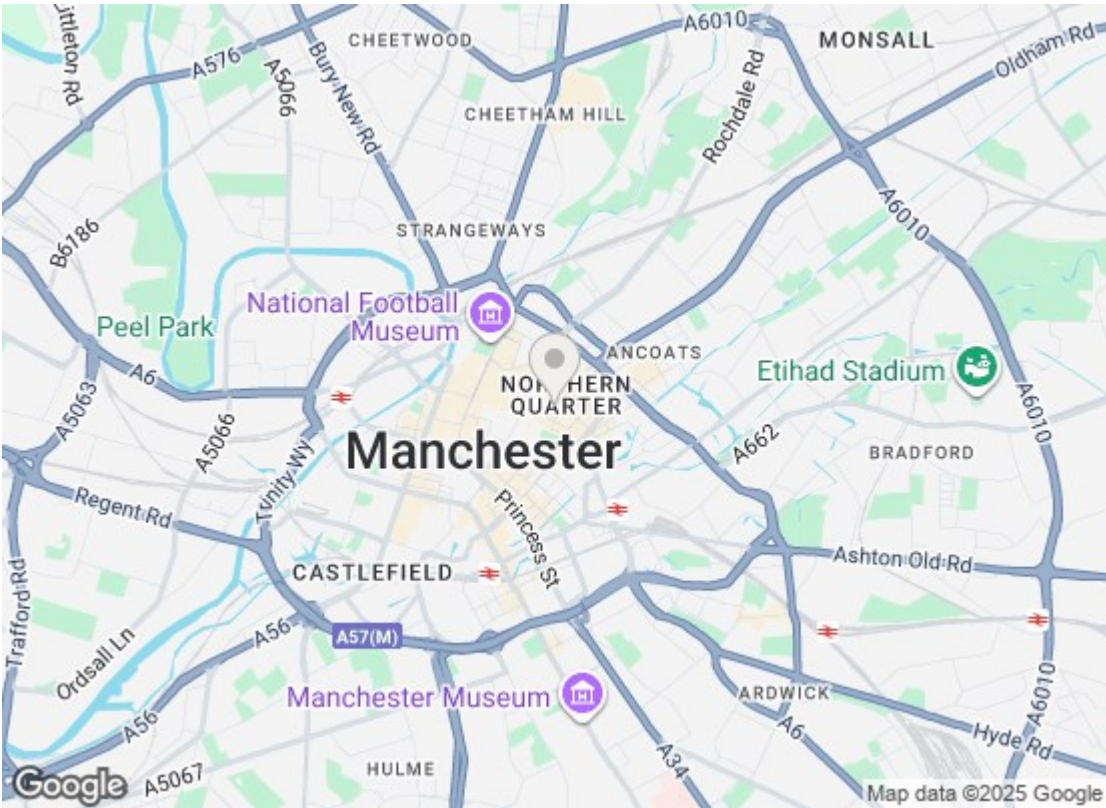 A6010
MONSALL
Littleton Rd
CHEETWOOD
Oldham Rd
A576
A5066
Bury New Rd
CHEETHAM HILL
Rochdale Rd
B6186
STRANGEWAYS
A6010
National Football
Museum
Peel Park
ANCOATS
Etihad Stadium
A6
NORTHERN
QUARTER
A5063
A5066
A6010
Manchester
A662
BRADFORD
Regent Rd
Trinity Wy
Princess St
Ashton Old Rd
CASTLEFIELD
Trafford Rd
A56
A57(M)
Ordsall Ln
Manchester Museum
ARDWICK
A6010
A56
A6
Hyde Rd
A34
HULME
A5067
Google
Map data ©2025 Google